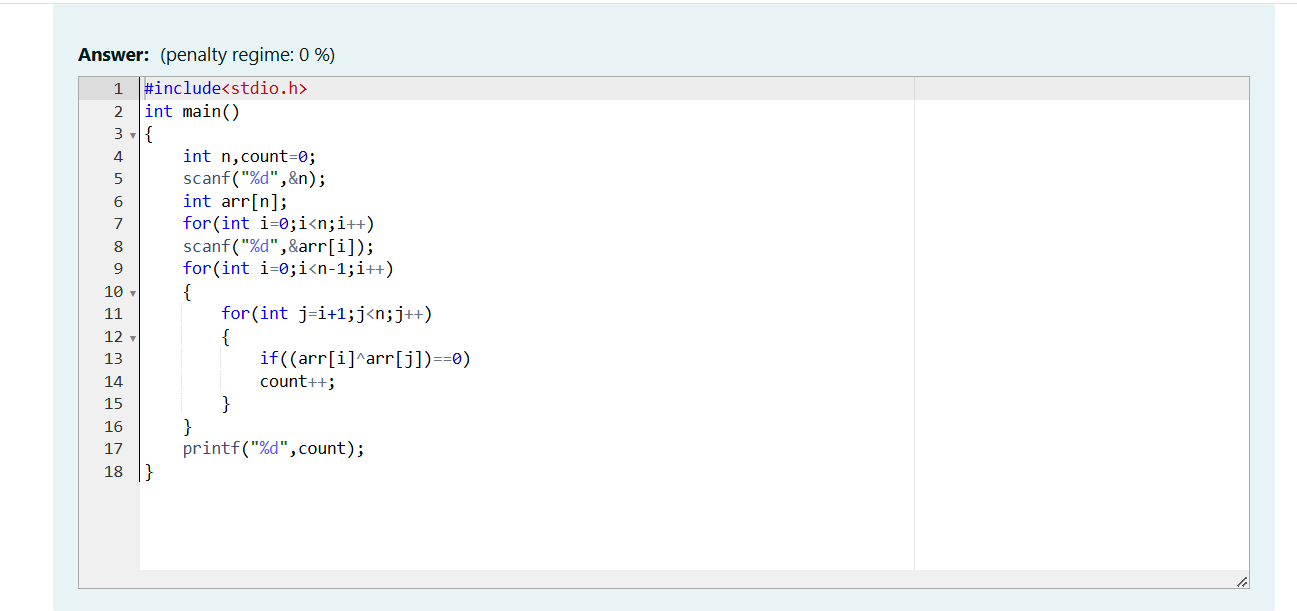 Answer: (penalty regime: 0 %)
1 #include<stdio.h>
2 int main()
3 {
4     int n,count=0;
5     scanf("%d",&n);
6     int arr[n];
7     for(int i=0;i<n;i++)
8     scanf("%d",&arr[i]);
9     for(int i=0;i<n-1;i++)
10     {
11         for(int j=i+1;j<n;j++)
12         {
13             if((arr[i]^arr[j])==0)
14             count++;
15         }
16     }
17     printf("%d",count);
18 }